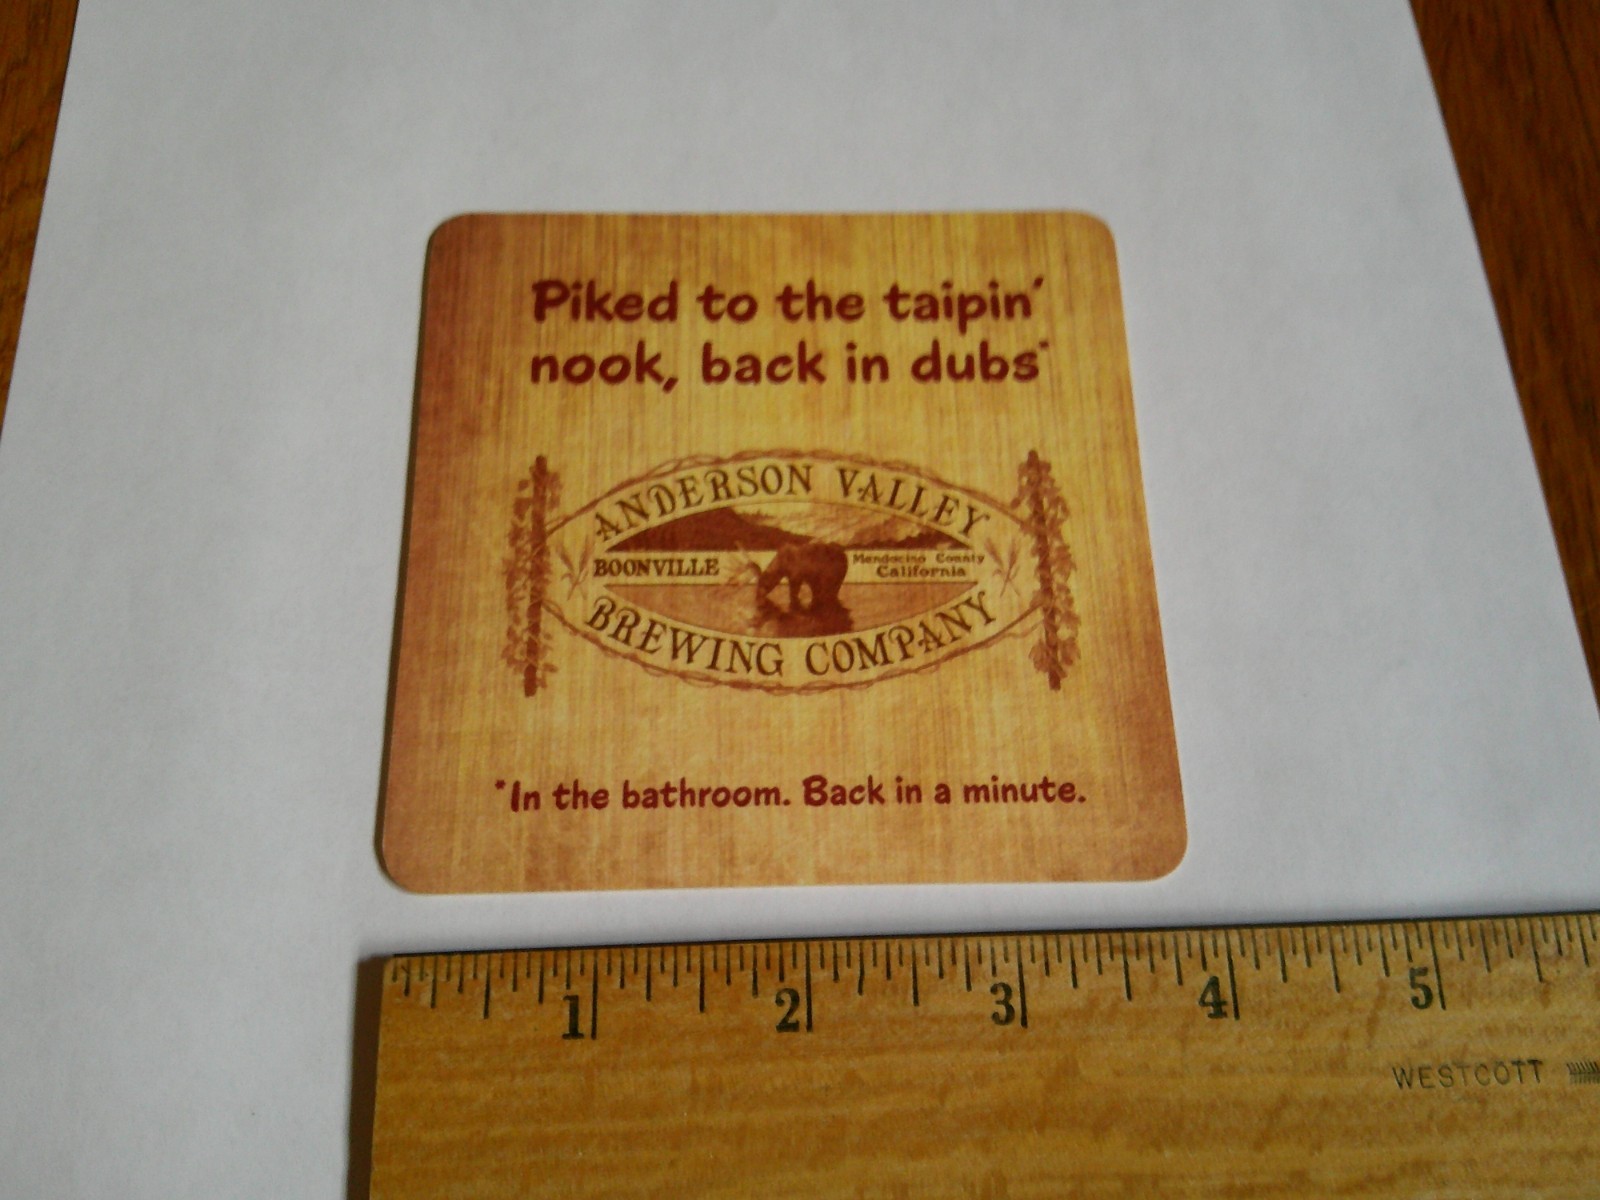 Piked to the taipin'
nook, back in dubs*
ANDERSON VALLEY
BOONVILLE
Mendocino County
California
BREWING COMPANY
*In the bathroom. Back in a minute.
1 2 3 4 5
WESTCOTT